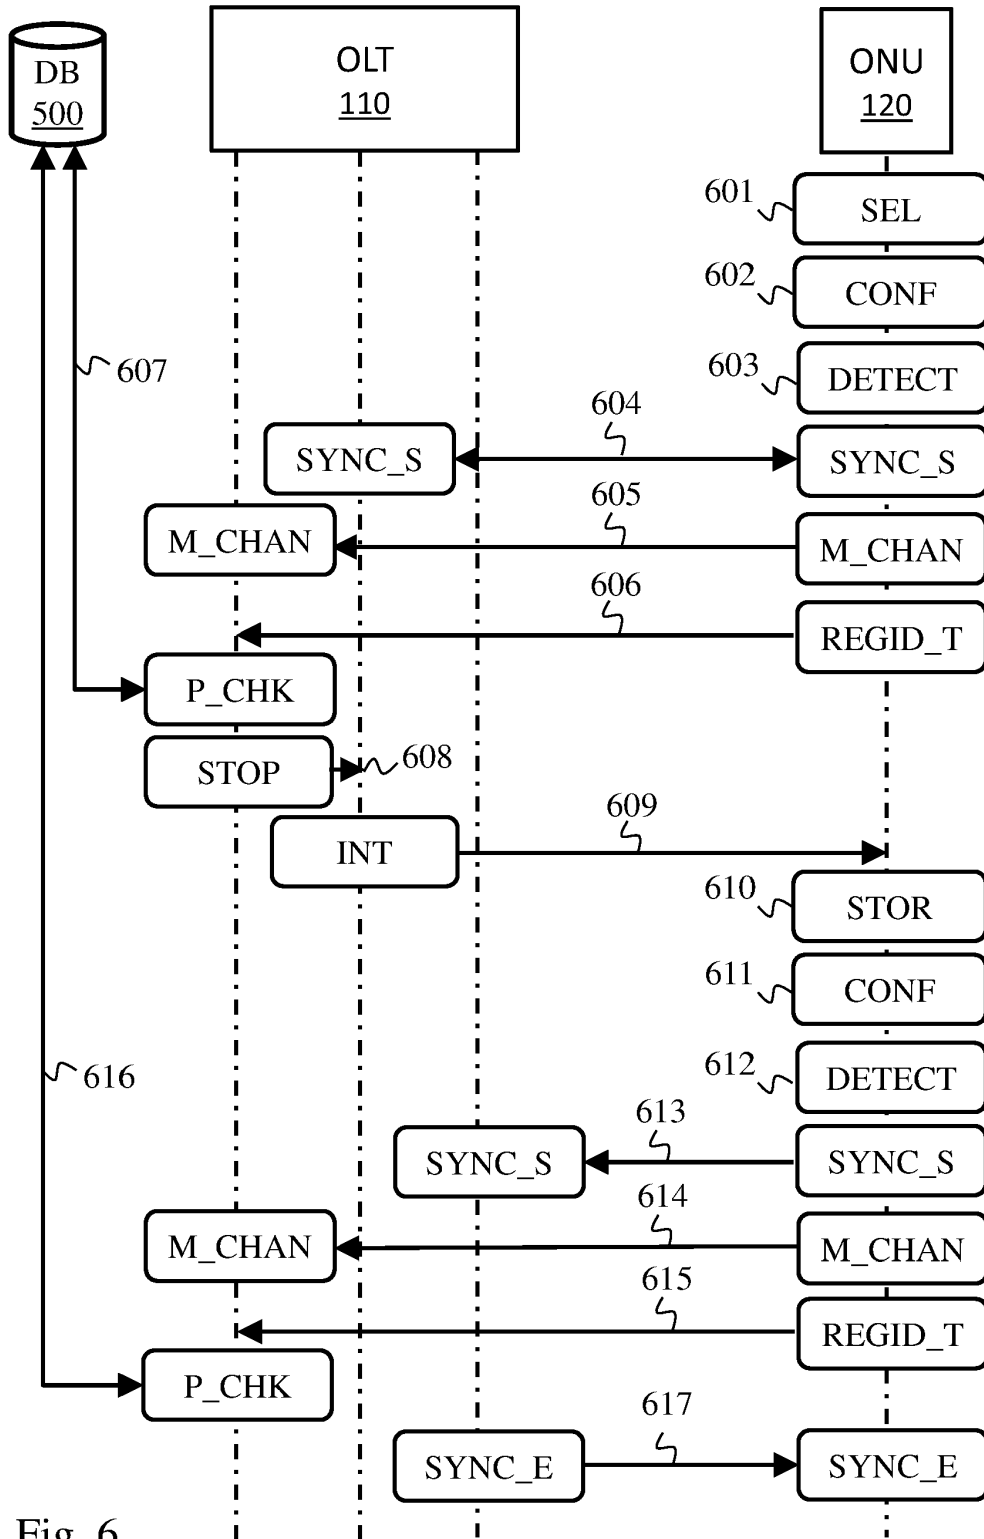 DB
500
OLT
110
ONU
120
601
SEL
602
CONF
607
603
DETECT
604
SYNC_S
SYNC_S
605
M_CHAN
M_CHAN
606
REGID_T
P_CHK
STOP
608
INT
609
610
STOR
611
CONF
616
612
DETECT
613
SYNC_S
SYNC_S
614
M_CHAN
M_CHAN
615
REGID_T
P_CHK
617
SYNC_E
SYNC_E
Fig. 6